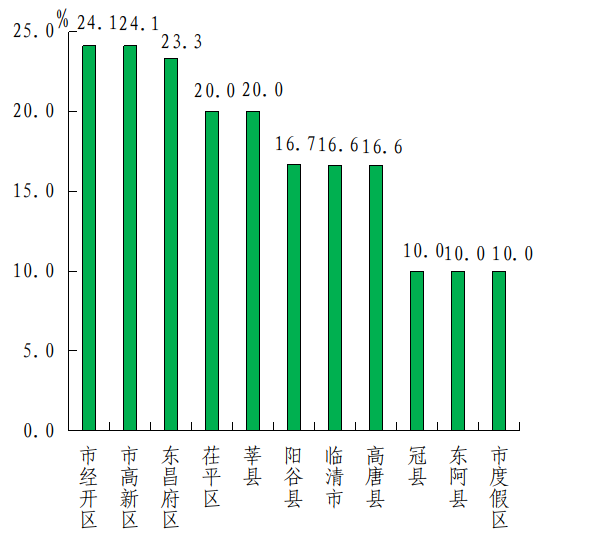 %
25.0
20.0
15.0
10.0
5.0
0.0
24.1
24.1
23.3
20.0
20.0
16.7
16.6
16.6
10.0
10.0
10.0
市经开区
市高新区
东昌府区
茌平区
莘县
阳谷县
临清市
高唐县
冠县
东阿县
市度假区